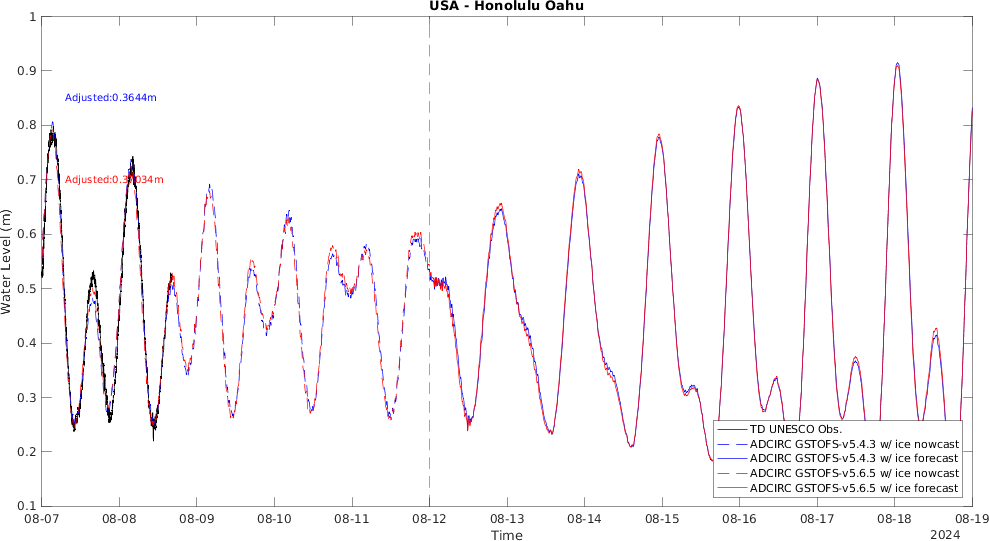 USA - Honolulu Oahu
1
0.9
0.8
0.7
0.6
0.5
0.4
0.3
0.2
0.1
Water Level (m)
Adjusted:0.3644m
TD UNESCO Obs.
ADCIRC GSTOFS-v5.4.3 w/ ice nowcast
ADCIRC GSTOFS-v5.4.3 w/ ice forecast
ADCIRC GSTOFS-v5.6.5 w/ ice nowcast
ADCIRC GSTOFS-v5.6.5 w/ ice forecast
08-07 08-08 08-09 08-10 08-11 08-12 08-13 08-14 08-15 08-16 08-17 08-18 08-19
Time
2024